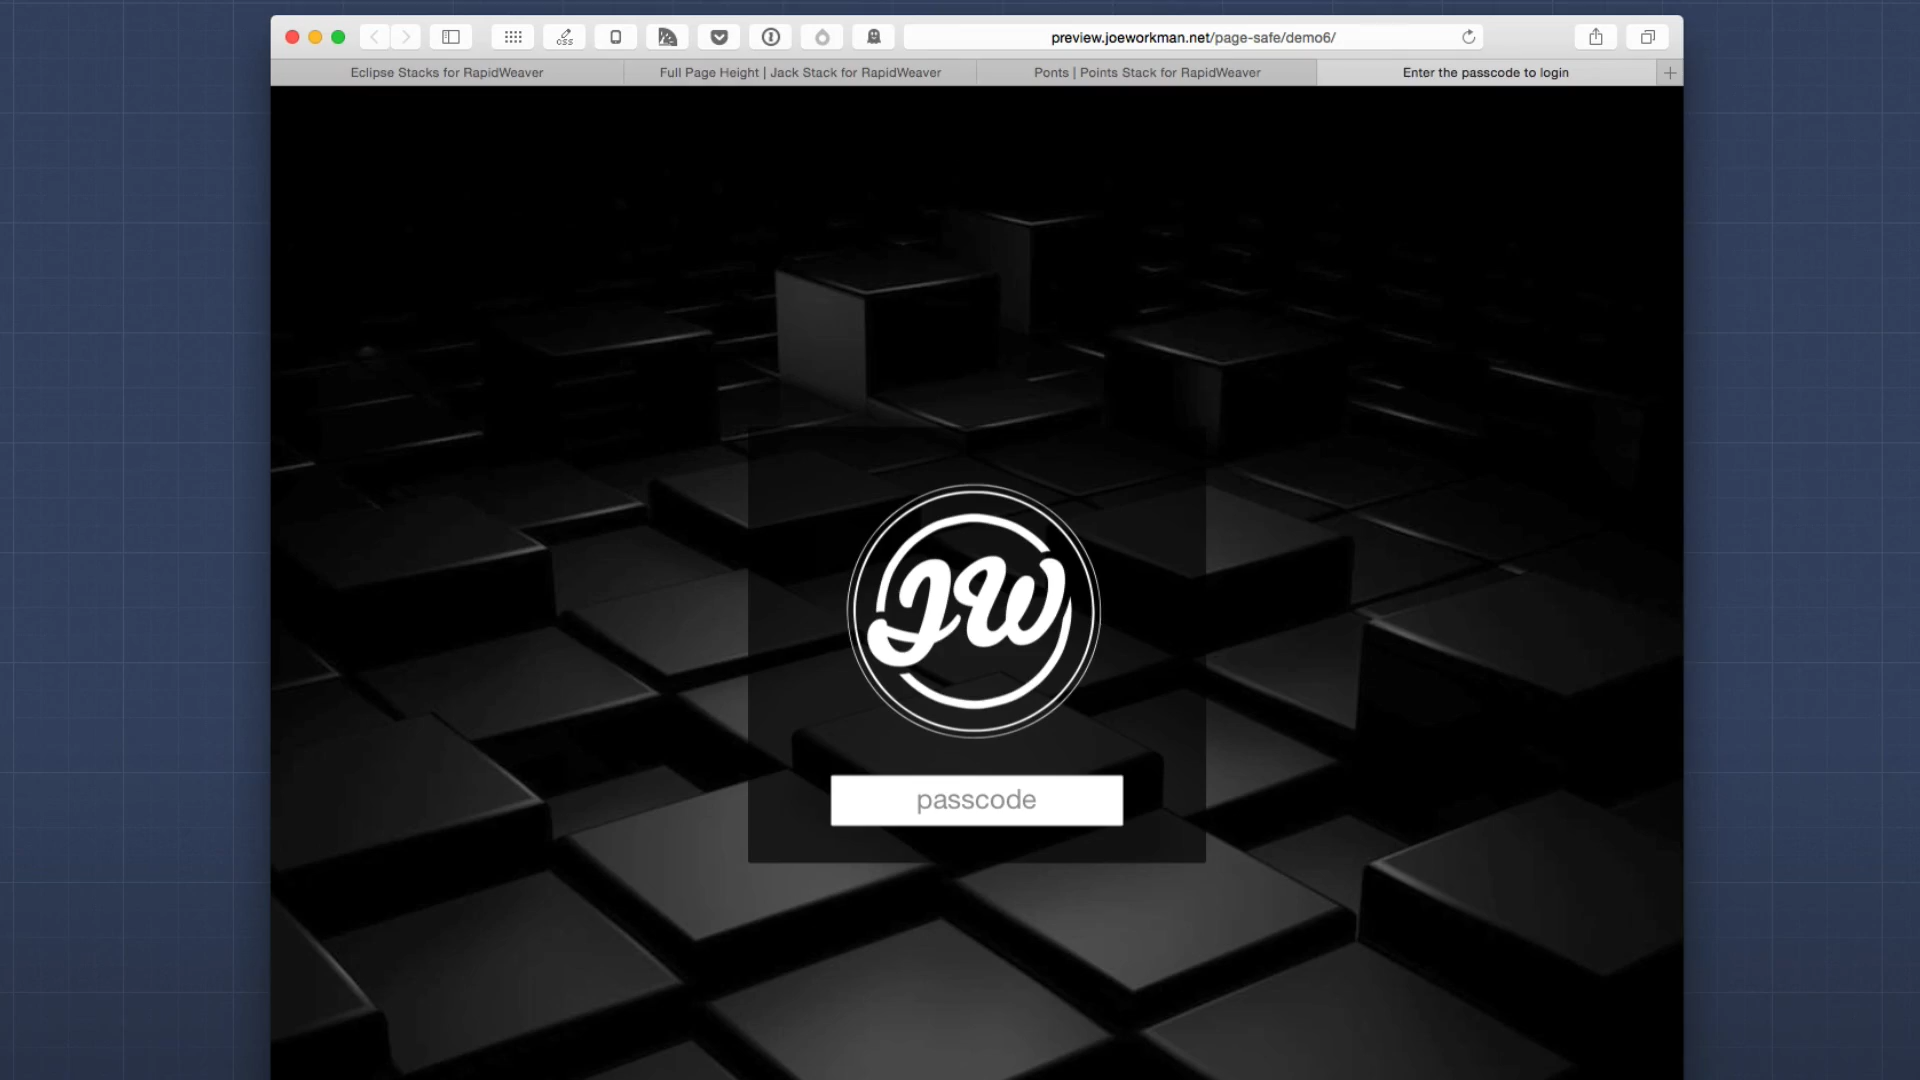 css
preview.joeworkman.net/page-safe/demo6/
Eclipse Stacks for RapidWeaver
Full Page Height | Jack Stack for RapidWeaver
Ponts | Points Stack for RapidWeaver
Enter the passcode to login
JW
passcode